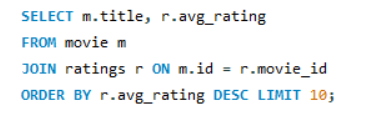 SELECT m.title, r.avg_rating
FROM movie m
JOIN ratings r ON m.id = r.movie_id
ORDER BY r.avg_rating DESC LIMIT 10;